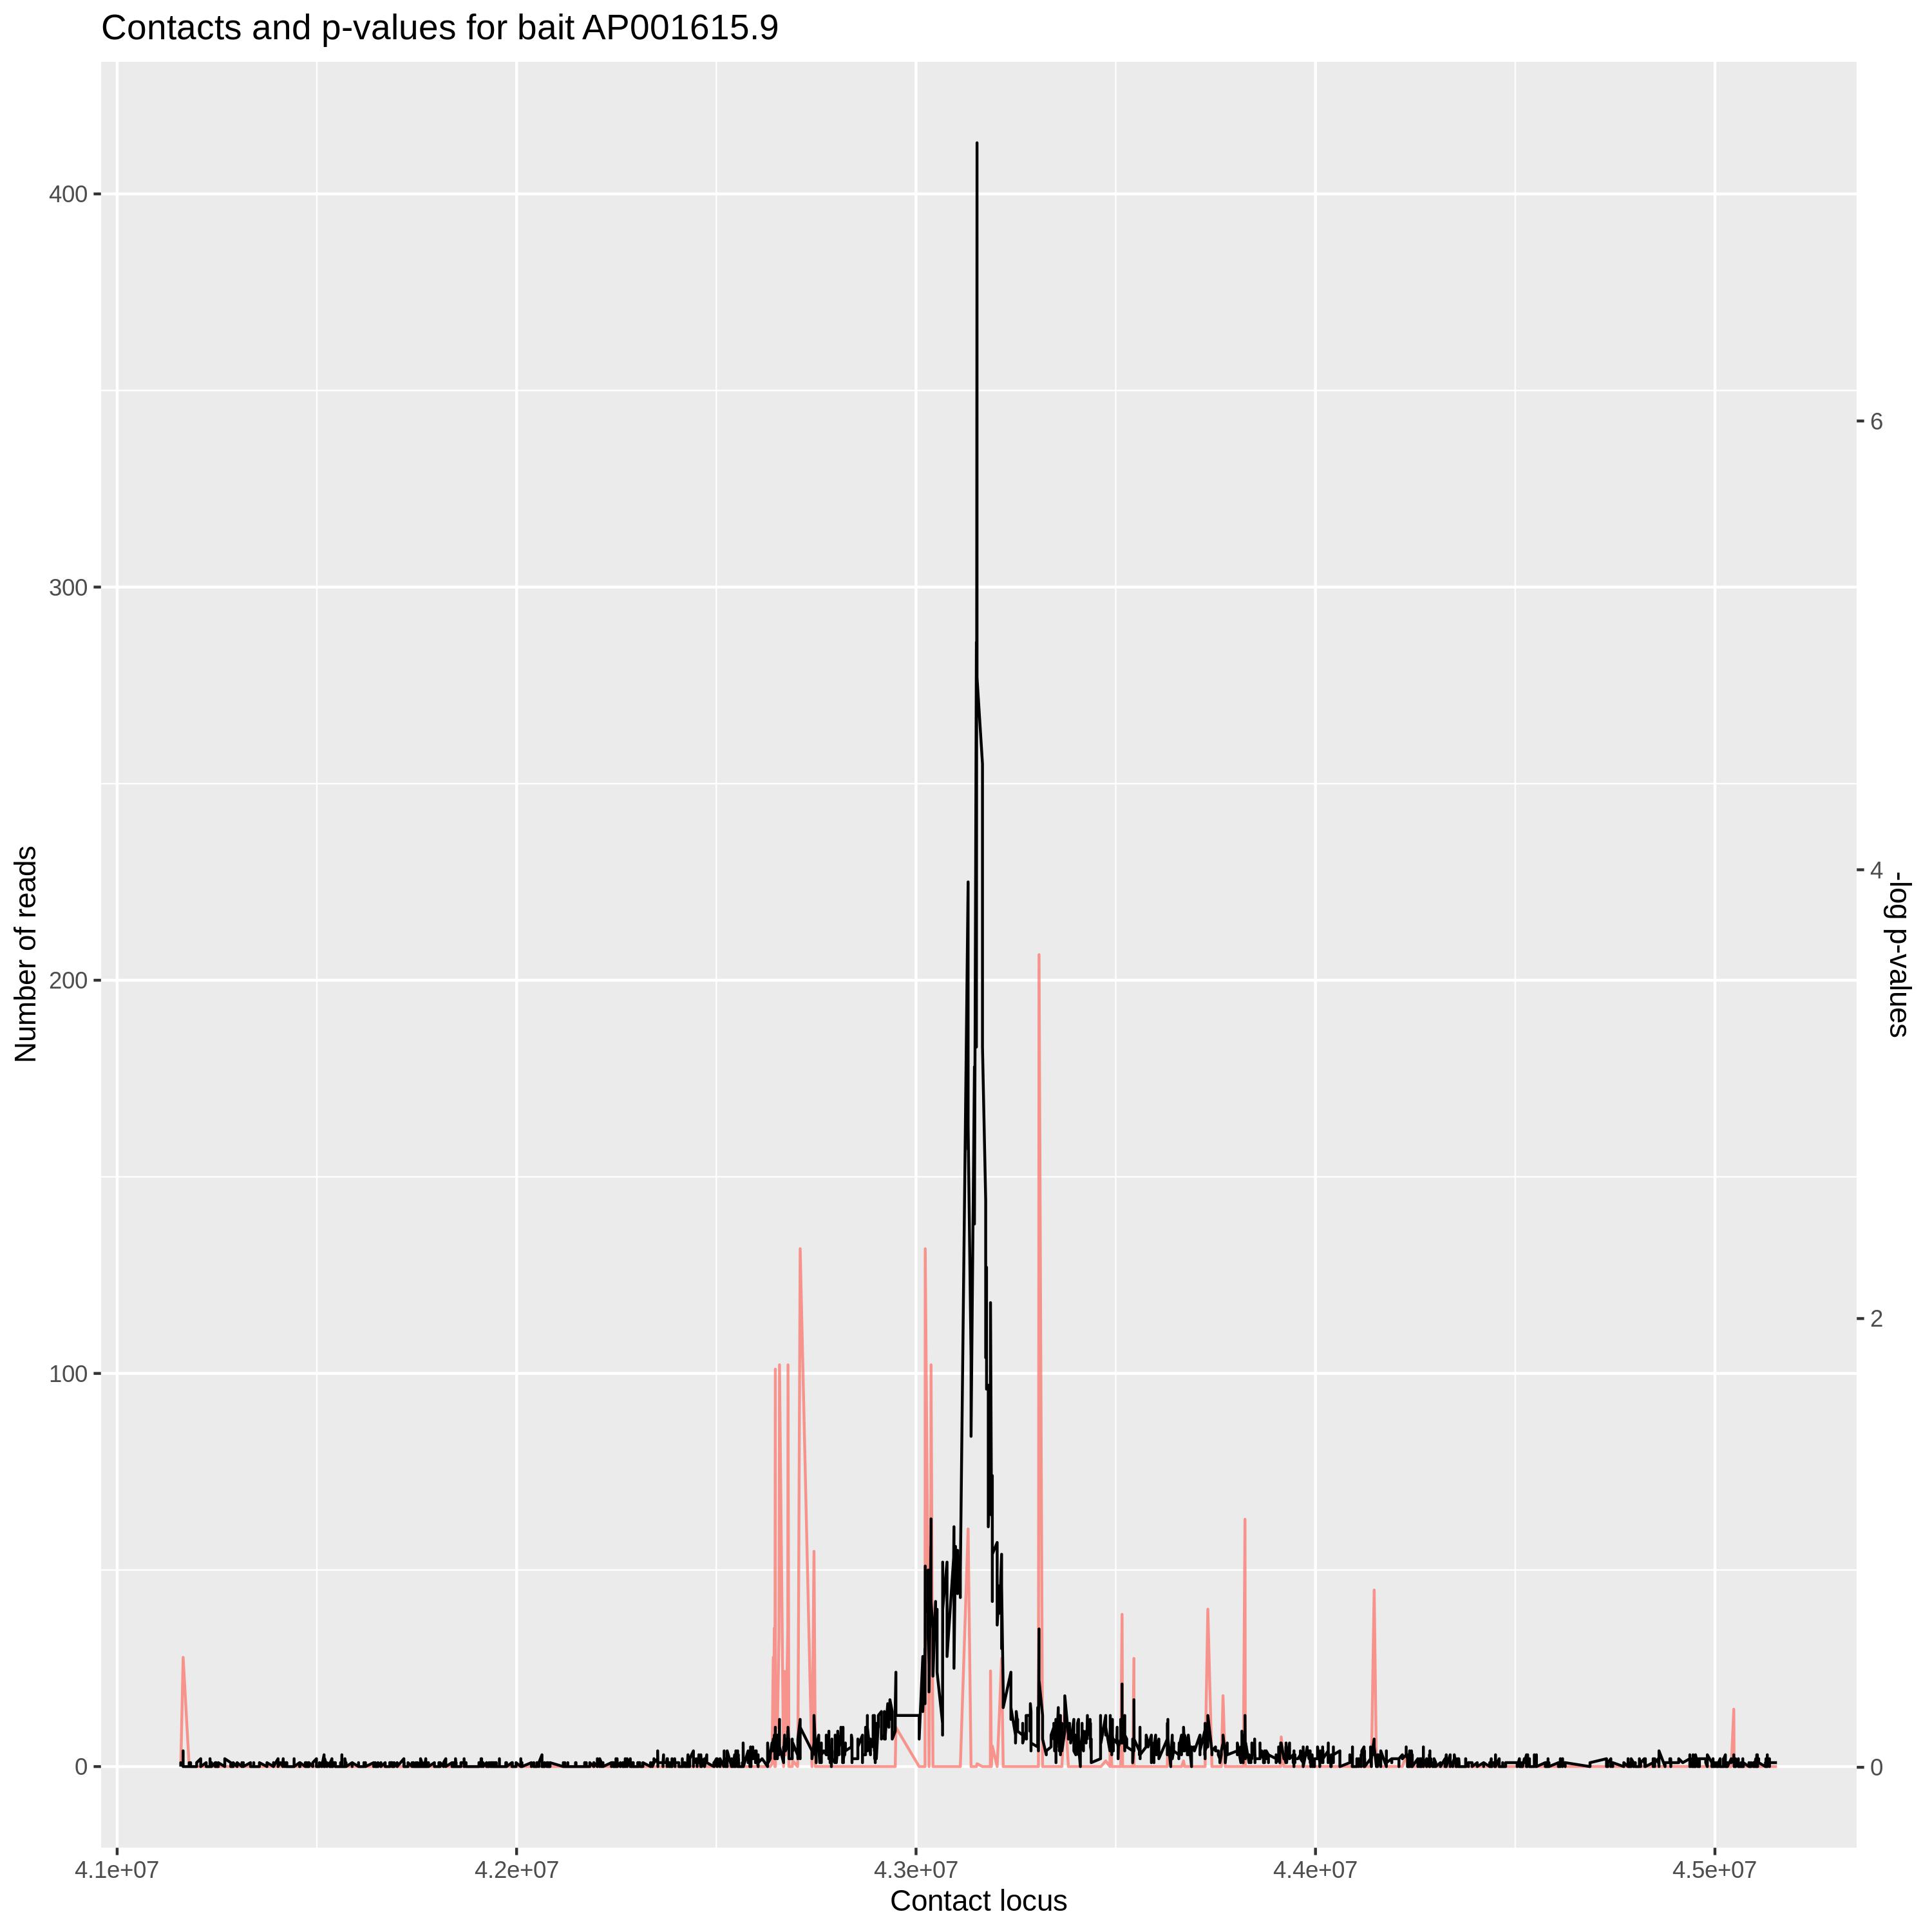 Contacts and p-values for bait AP001615.9
400
300
200
100
0
Number of reads
6
4
2
0
-log p-values
4.1e+07
4.2e+07
4.3e+07
4.4e+07
4.5e+07
Contact locus